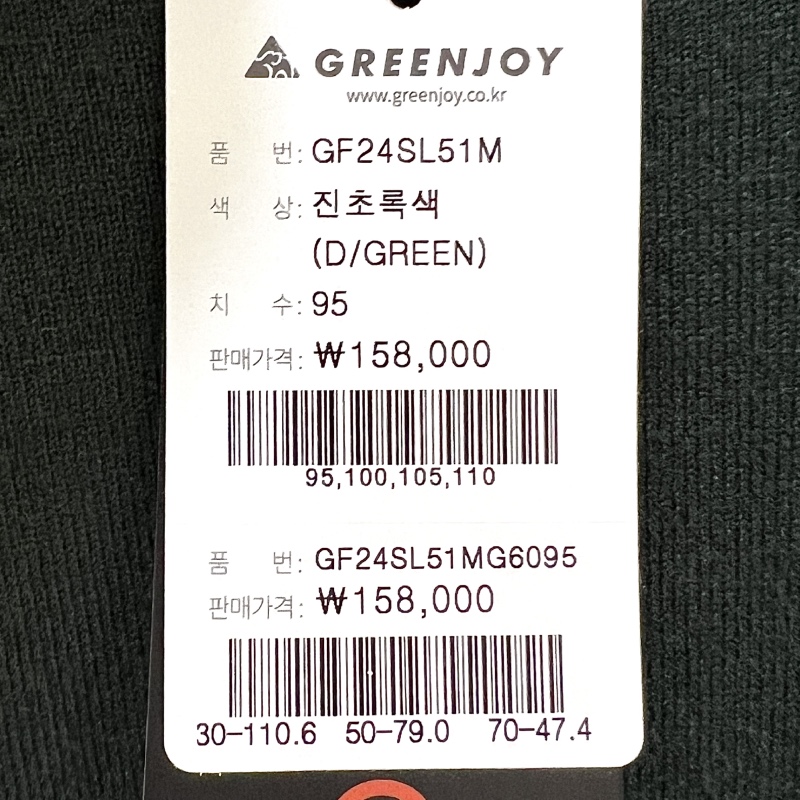 GREENJOY
www.greenjoy.co.kr
품 번: GF24SL51M
색 상: 진초록색
(D/GREEN)
치 수: 95
판매가격: ₩158,000
95,100,105,110
품 번: GF24SL51MG6095
판매가격: ₩158,000
30-110.6 50-79.0 70-47.4